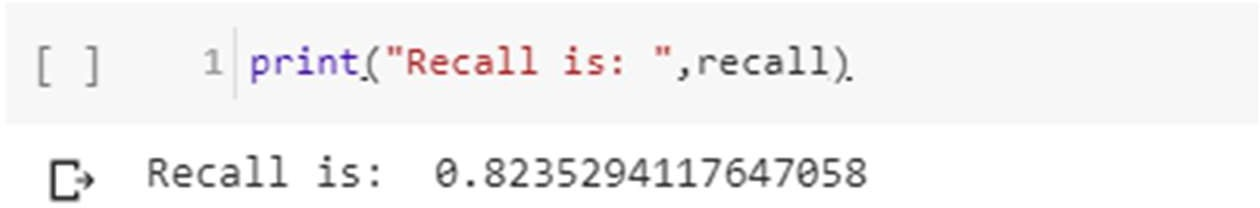 [ ] 1 print("Recall is: ",recall)
Recall is:  0.8235294117647058